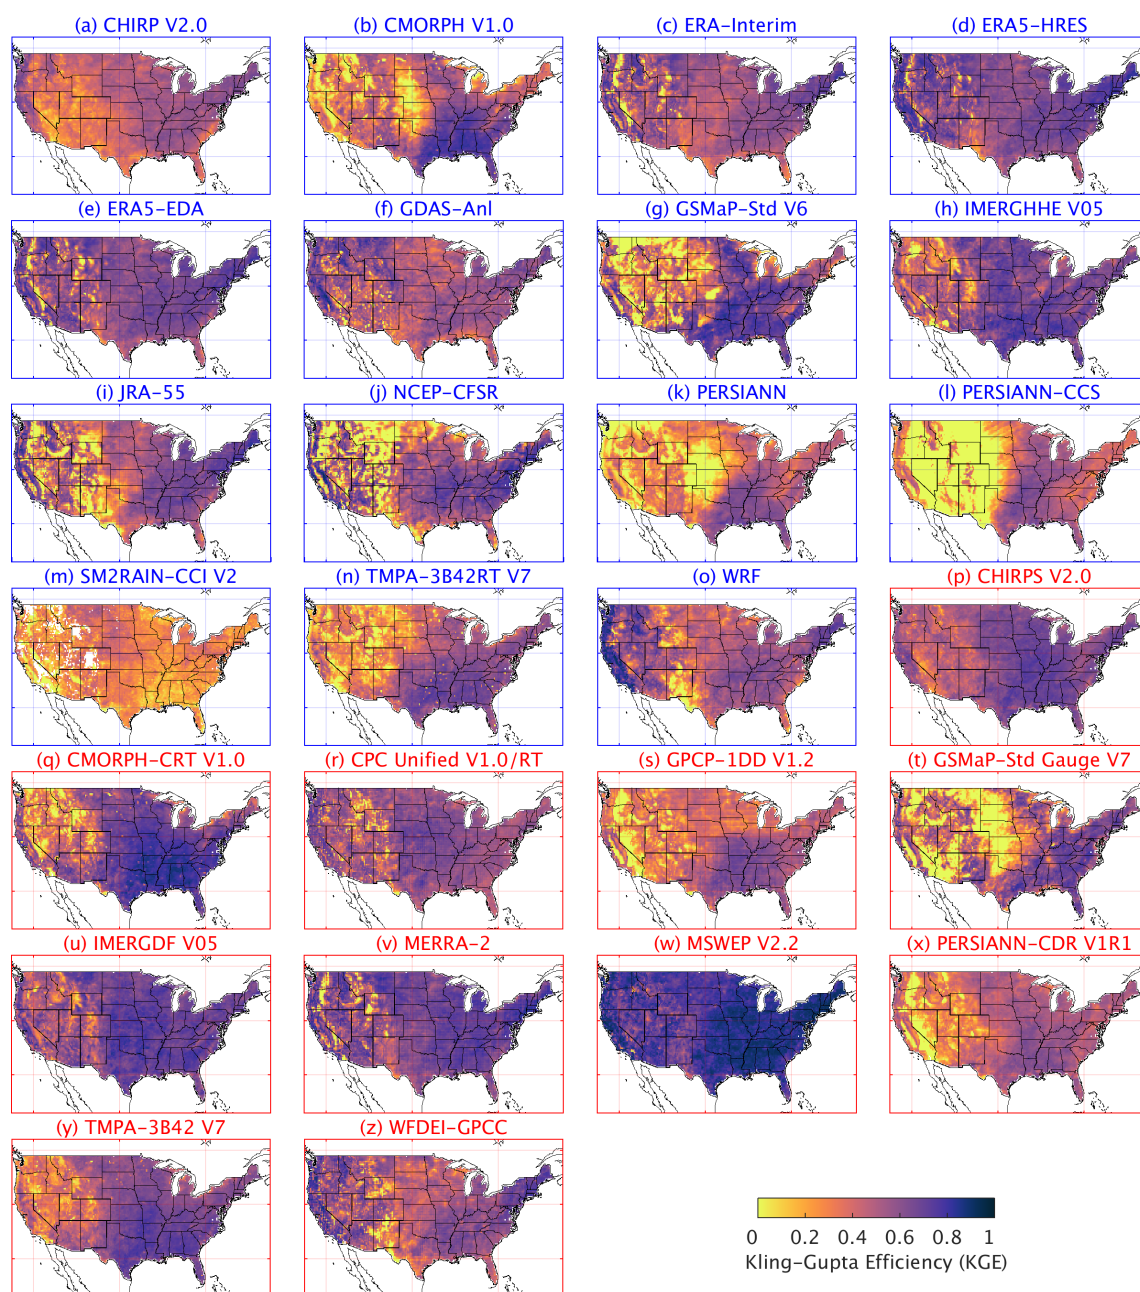 (a) CHIRP V2.0
(b) CMORPH V1.0
(c) ERA-Interim
(d) ERA5-HRES
(e) ERA5-EDA
(f) GDAS-Anl
(g) GSMaP-Std V6
(h) IMERGHHE V05
(i) JRA-55
(j) NCEP-CFSR
(k) PERSIANN
(l) PERSIANN-CCS
(m) SM2RAIN-CCI V2
(n) TMPA-3B42RT V7
(o) WRF
(p) CHIRPS V2.0
(q) CMORPH-CRT V1.0
(r) CPC Unified V1.0/RT
(s) GPCP-1DD V1.2
(t) GSMaP-Std Gauge V7
(u) IMERGDF V05
(v) MERRA-2
(w) MSWEP V2.2
(x) PERSIANN-CDR V1R1
(y) TMPA-3B42 V7
(z) WFDEI-GPCC
0 0.2 0.4 0.6 0.8 1
Kling-Gupta Efficiency (KGE)